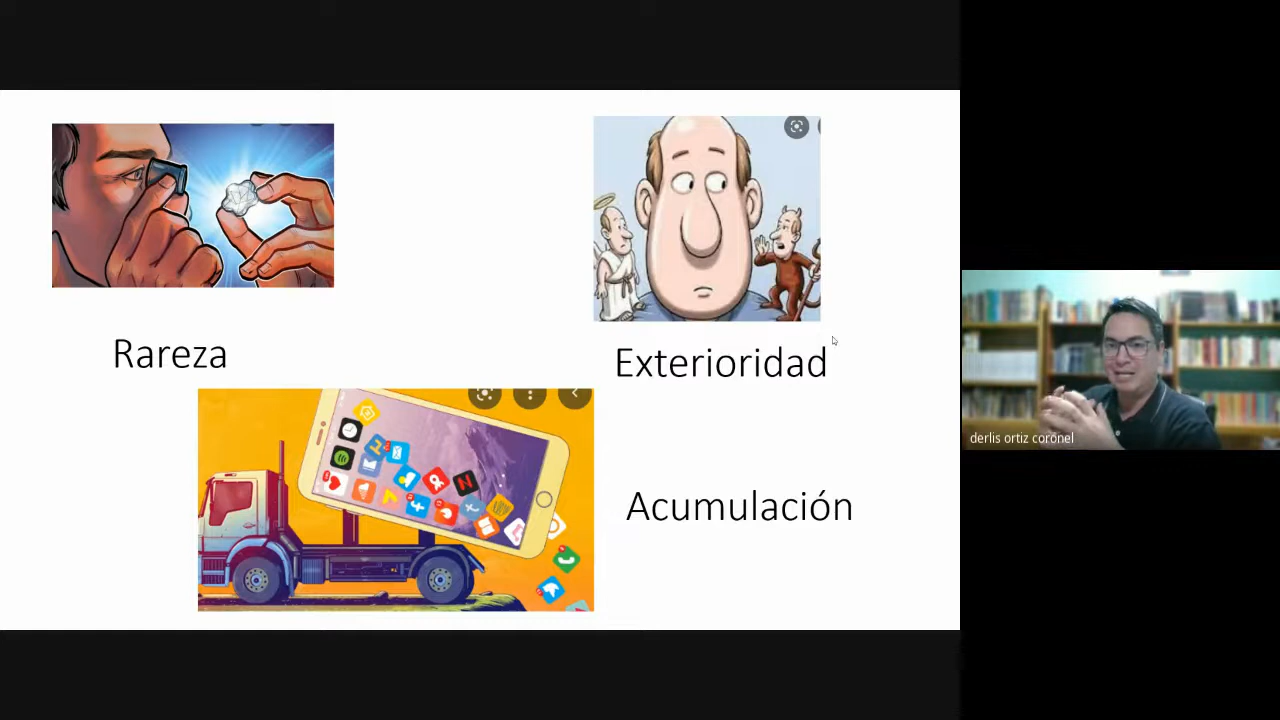 Rareza
Exterioridad
Acumulación
derlis ortiz coronel